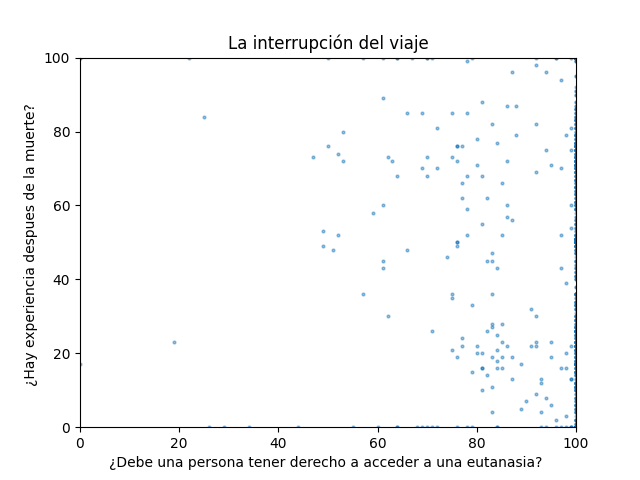 La interrupción del viaje
¿Hay experiencia despues de la muerte?
100
80
60
40
20
0
0 20 40 60 80 100
¿Debe una persona tener derecho a acceder a una eutanasia?